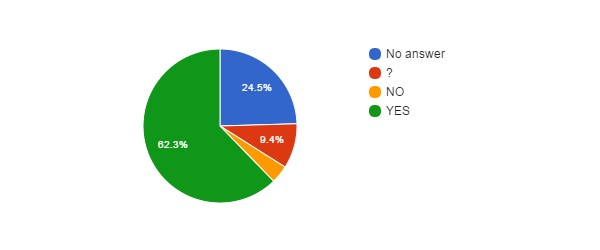 No answer
?
NO
YES
24.5%
9.4%
62.3%